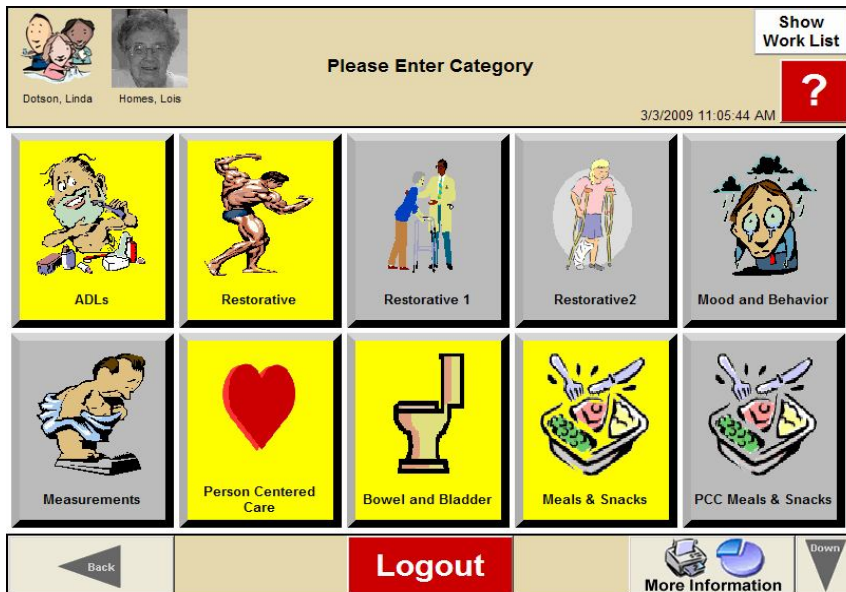 Show
Work List
Please Enter Category
Dotson, Linda
Homes, Lois
3/3/2009 11:05:44 AM
?
ADLs
Restorative
Restorative 1
Restorative2
Mood and Behavior
Measurements
Person Centered
Care
Bowel and Bladder
Meals & Snacks
PCC Meals & Snacks
Back
Logout
More Information
Down